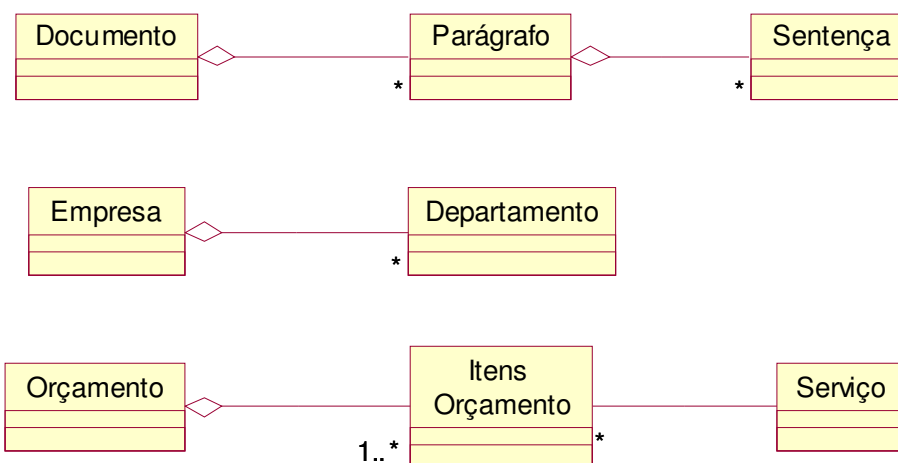 Documento
Parágrafo
Sentença
*
*
Empresa
Departamento
*
Orçamento
Itens
Orçamento
Serviço
1..*
*